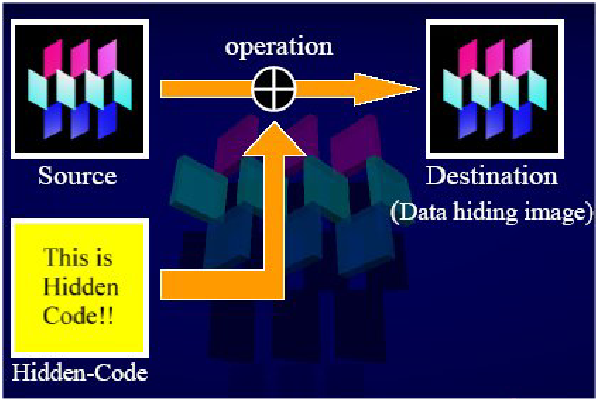 operation
Source
Destination
(Data hiding image)
This is
Hidden
Code!!
Hidden-Code